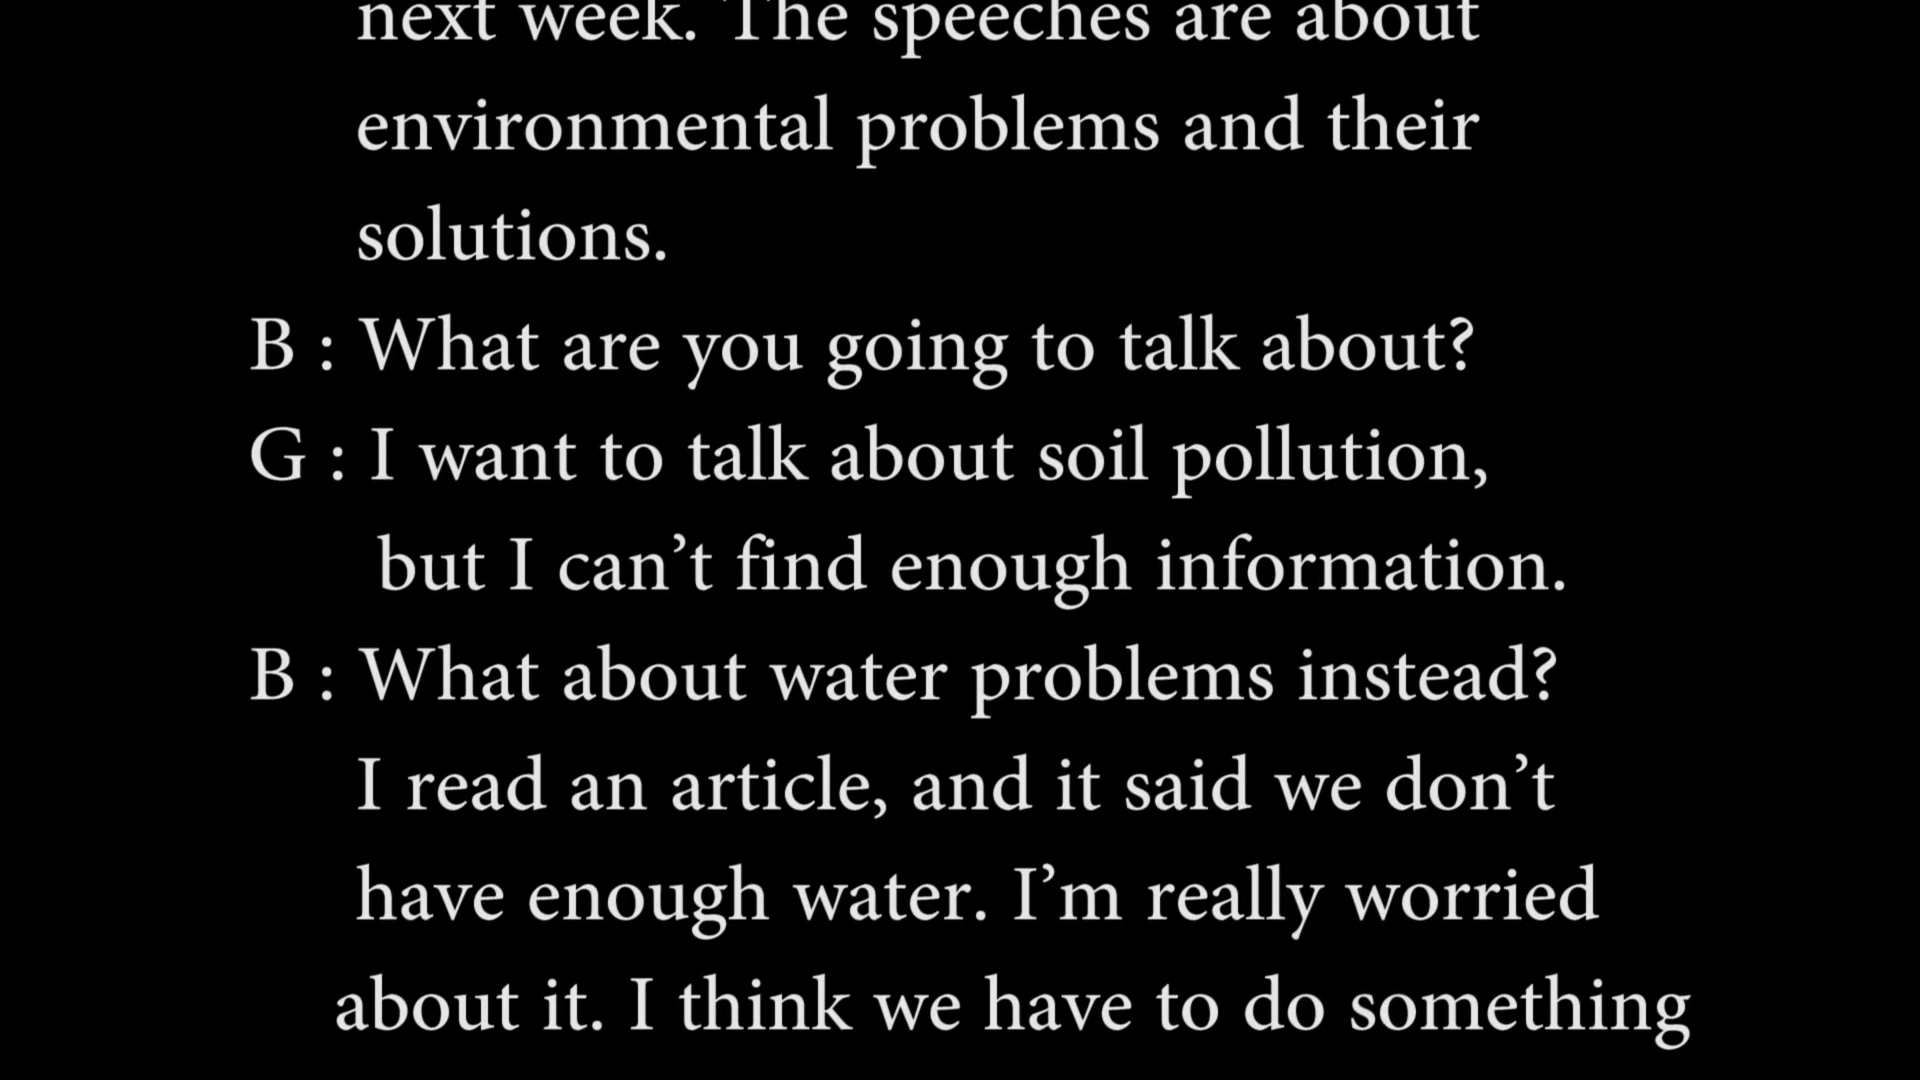 next week. The speeches are about
environmental problems and their
solutions.
B : What are you going to talk about?
G : I want to talk about soil pollution,
but I can’t find enough information.
B : What about water problems instead?
I read an article, and it said we don’t
have enough water. I’m really worried
about it. I think we have to do something